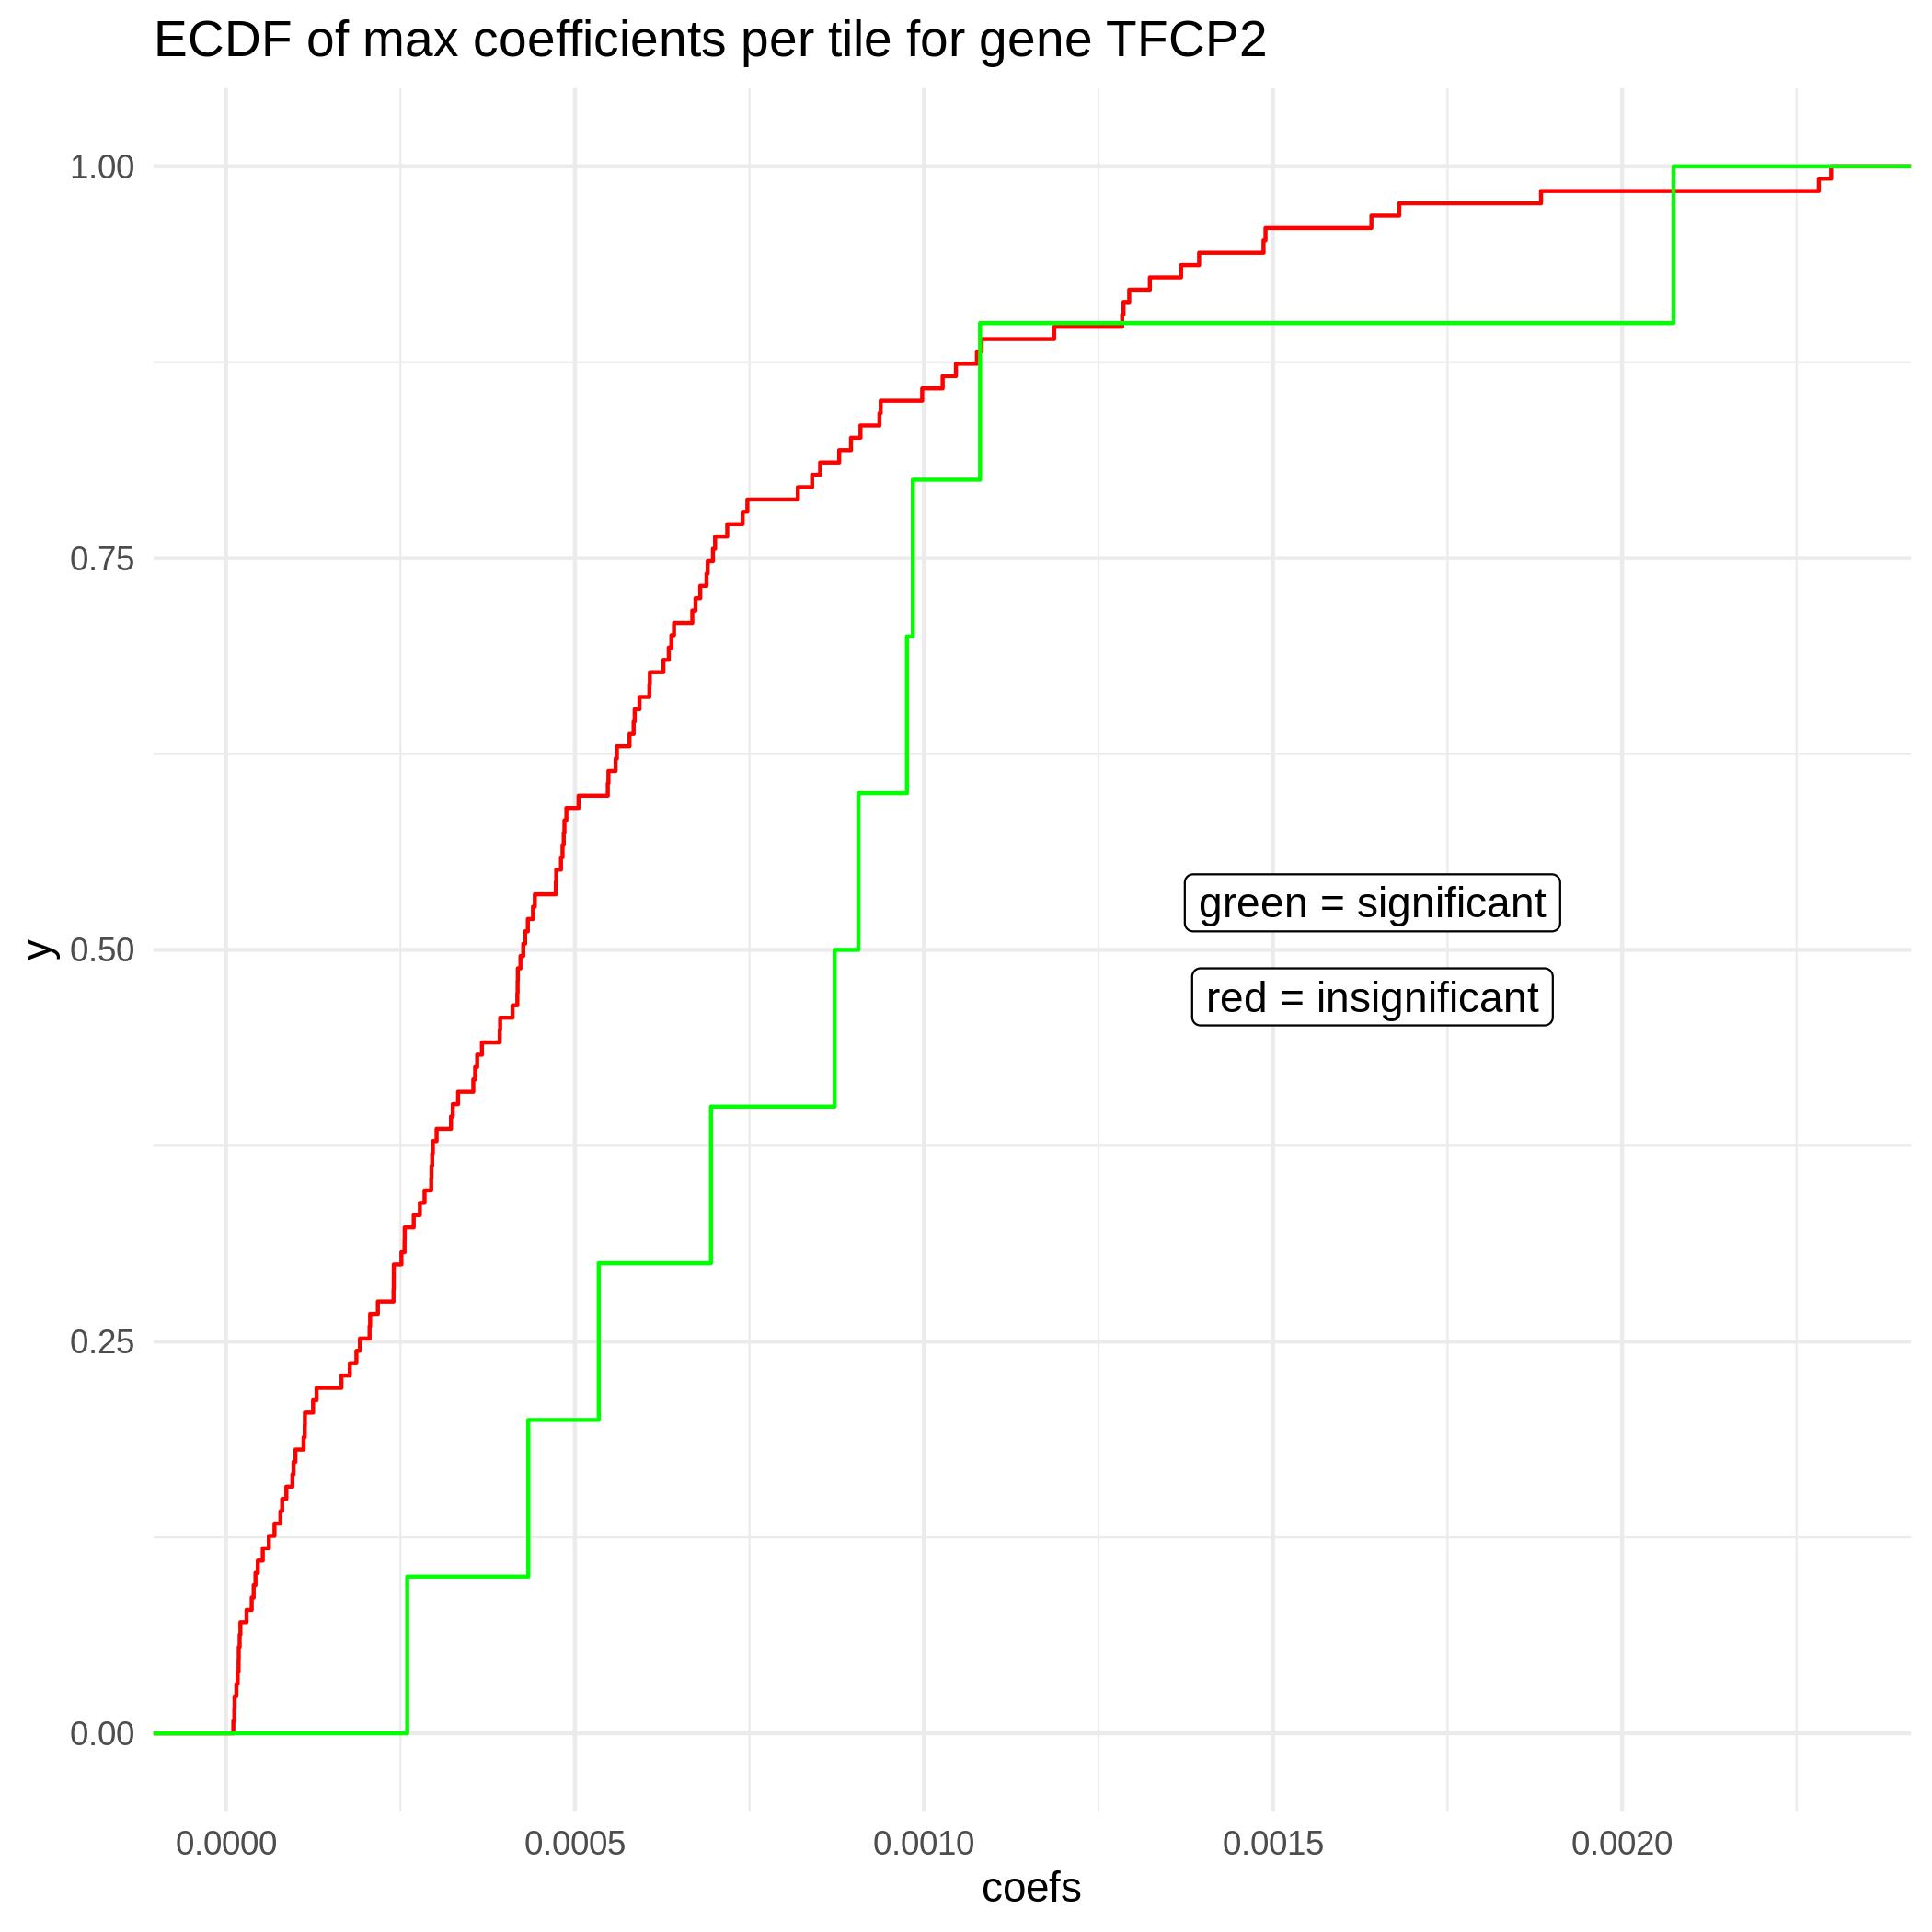 ECDF of max coefficients per tile for gene TFCP2
1.00
0.75
0.50
0.25
0.00
y
green = significant
red = insignificant
0.0000 0.0005 0.0010 0.0015 0.0020
coefs